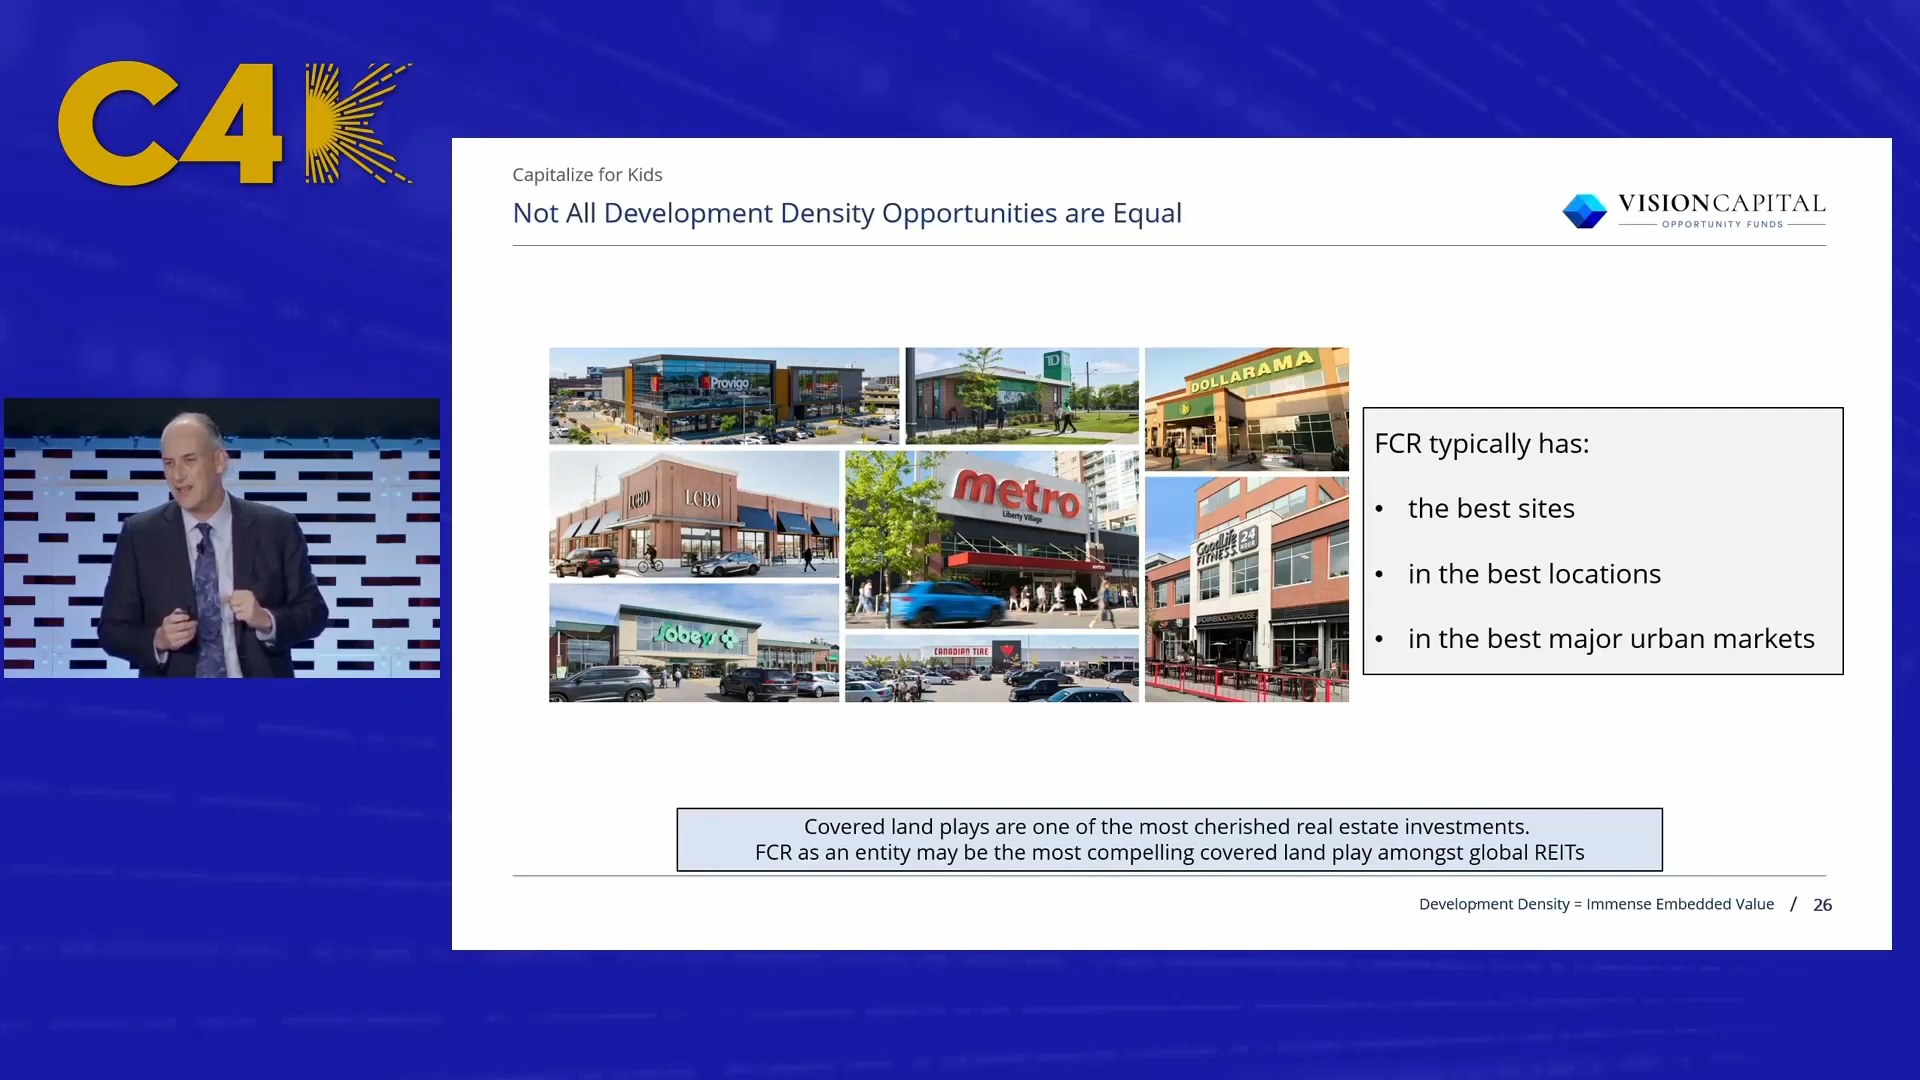 C4K
Capitalize for Kids
Not All Development Density Opportunities are Equal
VISIONCAPITAL
OPPORTUNITY FUNDS
Provigo
TD
DOLLARAMA
LCBO
LCBO
metro
Liberty Village
GoodLife
FITNESS
24
HOUR
BROWNS SOCIALHOUSE
sobeys
CANADIAN TIRE
FCR typically has:
• the best sites
• in the best locations
• in the best major urban markets
Covered land plays are one of the most cherished real estate investments.
FCR as an entity may be the most compelling covered land play amongst global REITs
Development Density = Immense Embedded Value / 26